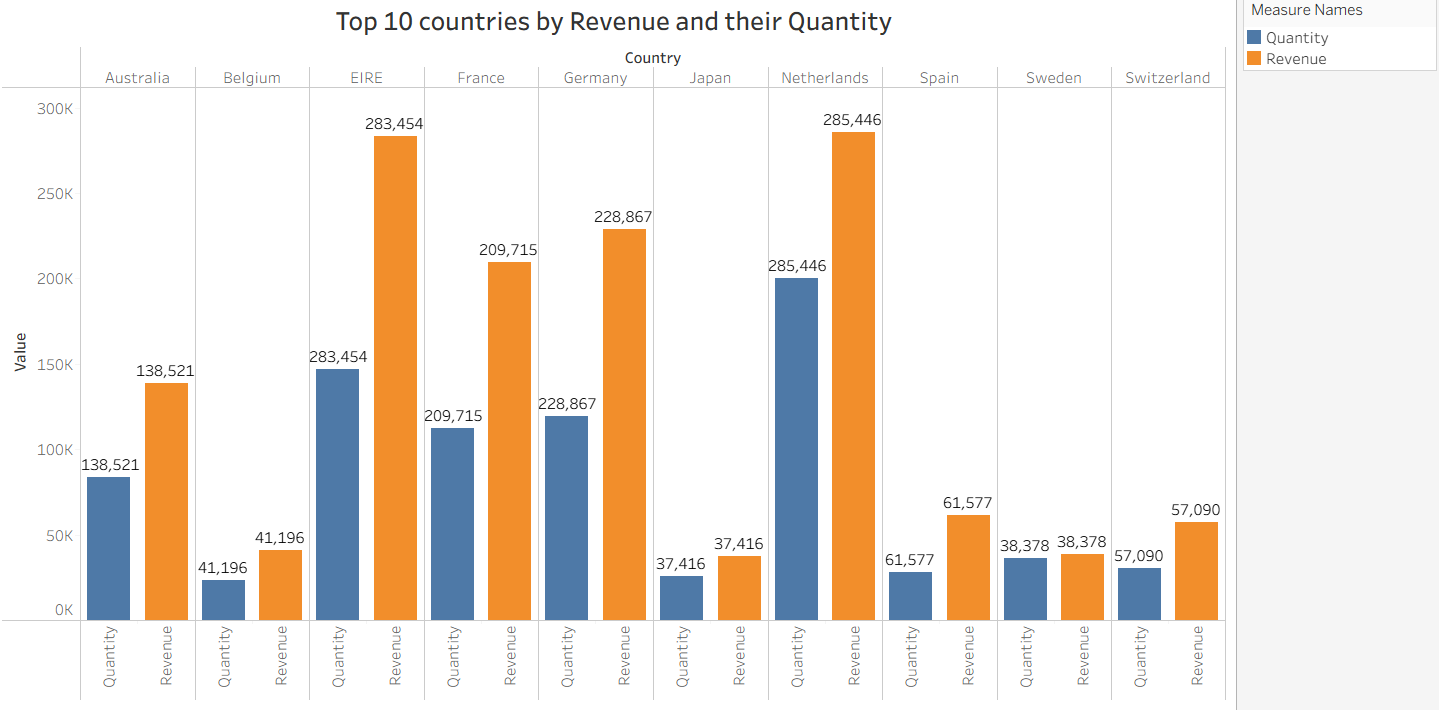 Top 10 countries by Revenue and their Quantity
Measure Names
Quantity
Revenue
Country
Australia Belgium EIRE France Germany Japan Netherlands Spain Sweden Switzerland
Value
300K
250K
200K
150K
100K
50K
0K
138,521 138,521
41,196 41,196
283,454 283,454
209,715 209,715
228,867 228,867
37,416 37,416
285,446 285,446
61,577 61,577
38,378 38,378
57,090 57,090
Quantity Revenue Quantity Revenue Quantity Revenue Quantity Revenue Quantity Revenue Quantity Revenue Quantity Revenue Quantity Revenue Quantity Revenue Quantity Revenue